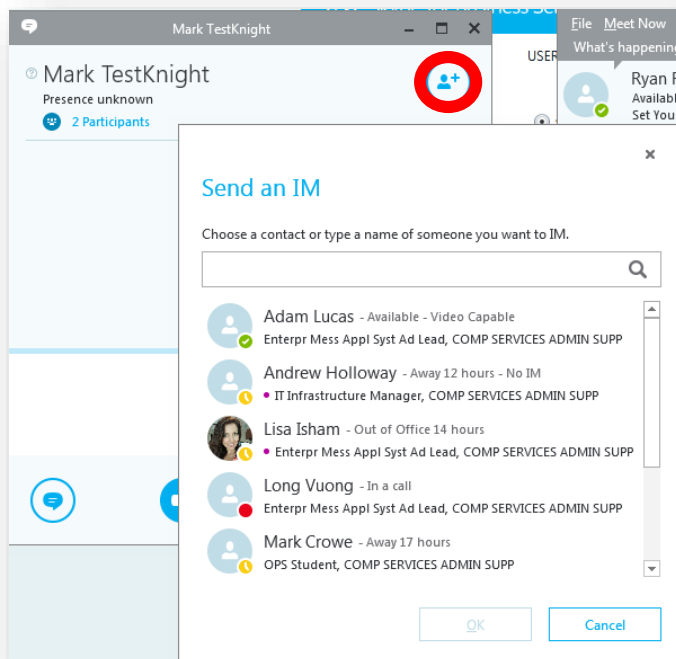 Mark TestKnight
File Meet Now
What's happening
USER
Mark TestKnight
Presence unknown
2 Participants
Ryan
Availabl
Set You
Send an IM
Choose a contact or type a name of someone you want to IM.
Adam Lucas - Available - Video Capable
Enterpr Mess Appl Syst Ad Lead, COMP SERVICES ADMIN SUPP
Andrew Holloway - Away 12 hours - No IM
IT Infrastructure Manager, COMP SERVICES ADMIN SUPP
Lisa Isham - Out of Office 14 hours
Enterpr Mess Appl Syst Ad Lead, COMP SERVICES ADMIN SUPP
Long Vuong - In a call
Enterpr Mess Appl Syst Ad Lead, COMP SERVICES ADMIN SUPP
Mark Crowe - Away 17 hours
OPS Student, COMP SERVICES ADMIN SUPP
OK
Cancel